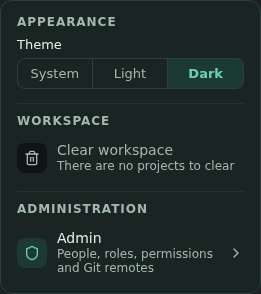 APPEARANCE
Theme
System Light Dark
WORKSPACE
Clear workspace
There are no projects to clear
ADMINISTRATION
Admin
People, roles, permissions
and Git remotes